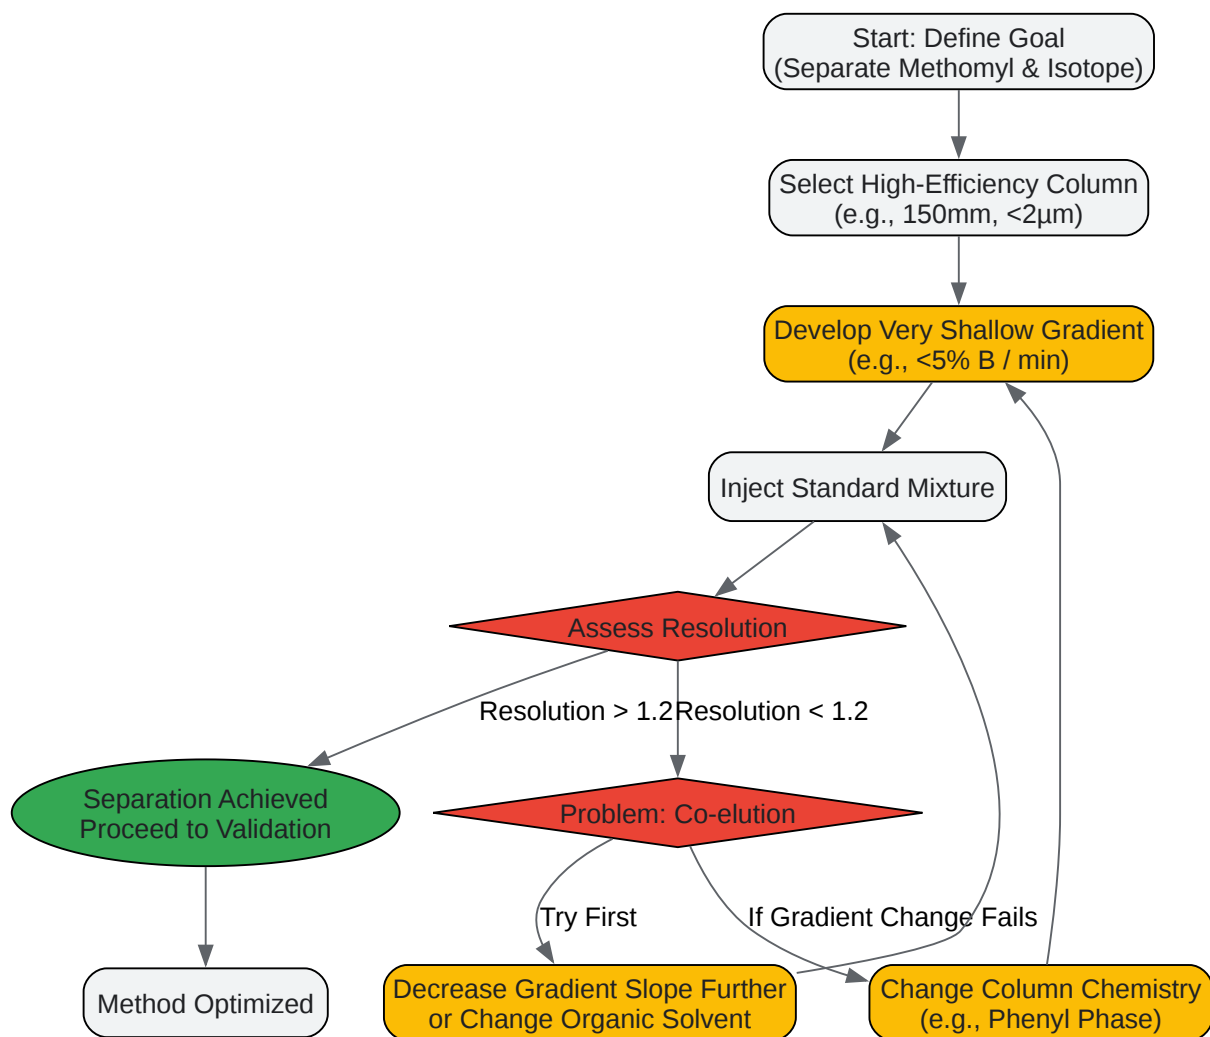 Start: Define Goal
(Separate Methomyl & Isotope)
Select High-Efficiency Column
(e.g., 150mm, <2µm)
Develop Very Shallow Gradient
(e.g., <5% B / min)
Inject Standard Mixture
Assess Resolution
Resolution > 1.2
Resolution < 1.2
Separation Achieved
Proceed to Validation
Problem: Co-elution
Try First
If Gradient Change Fails
Method Optimized
Decrease Gradient Slope Further
or Change Organic Solvent
Change Column Chemistry
(e.g., Phenyl Phase)